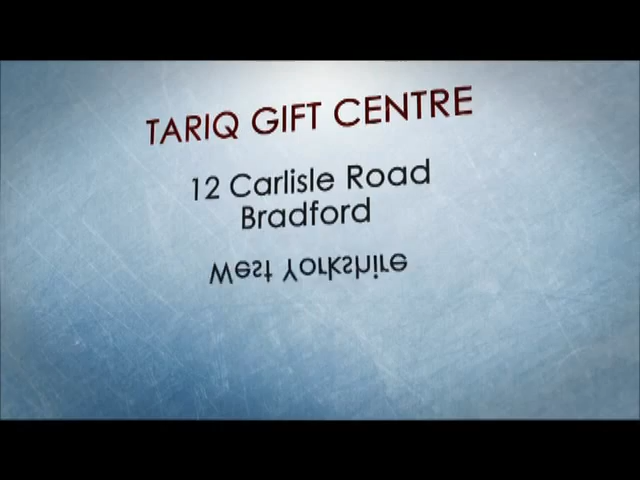 TARIQ GIFT CENTRE
12 Carlisle Road
Bradford
West Yorkshire